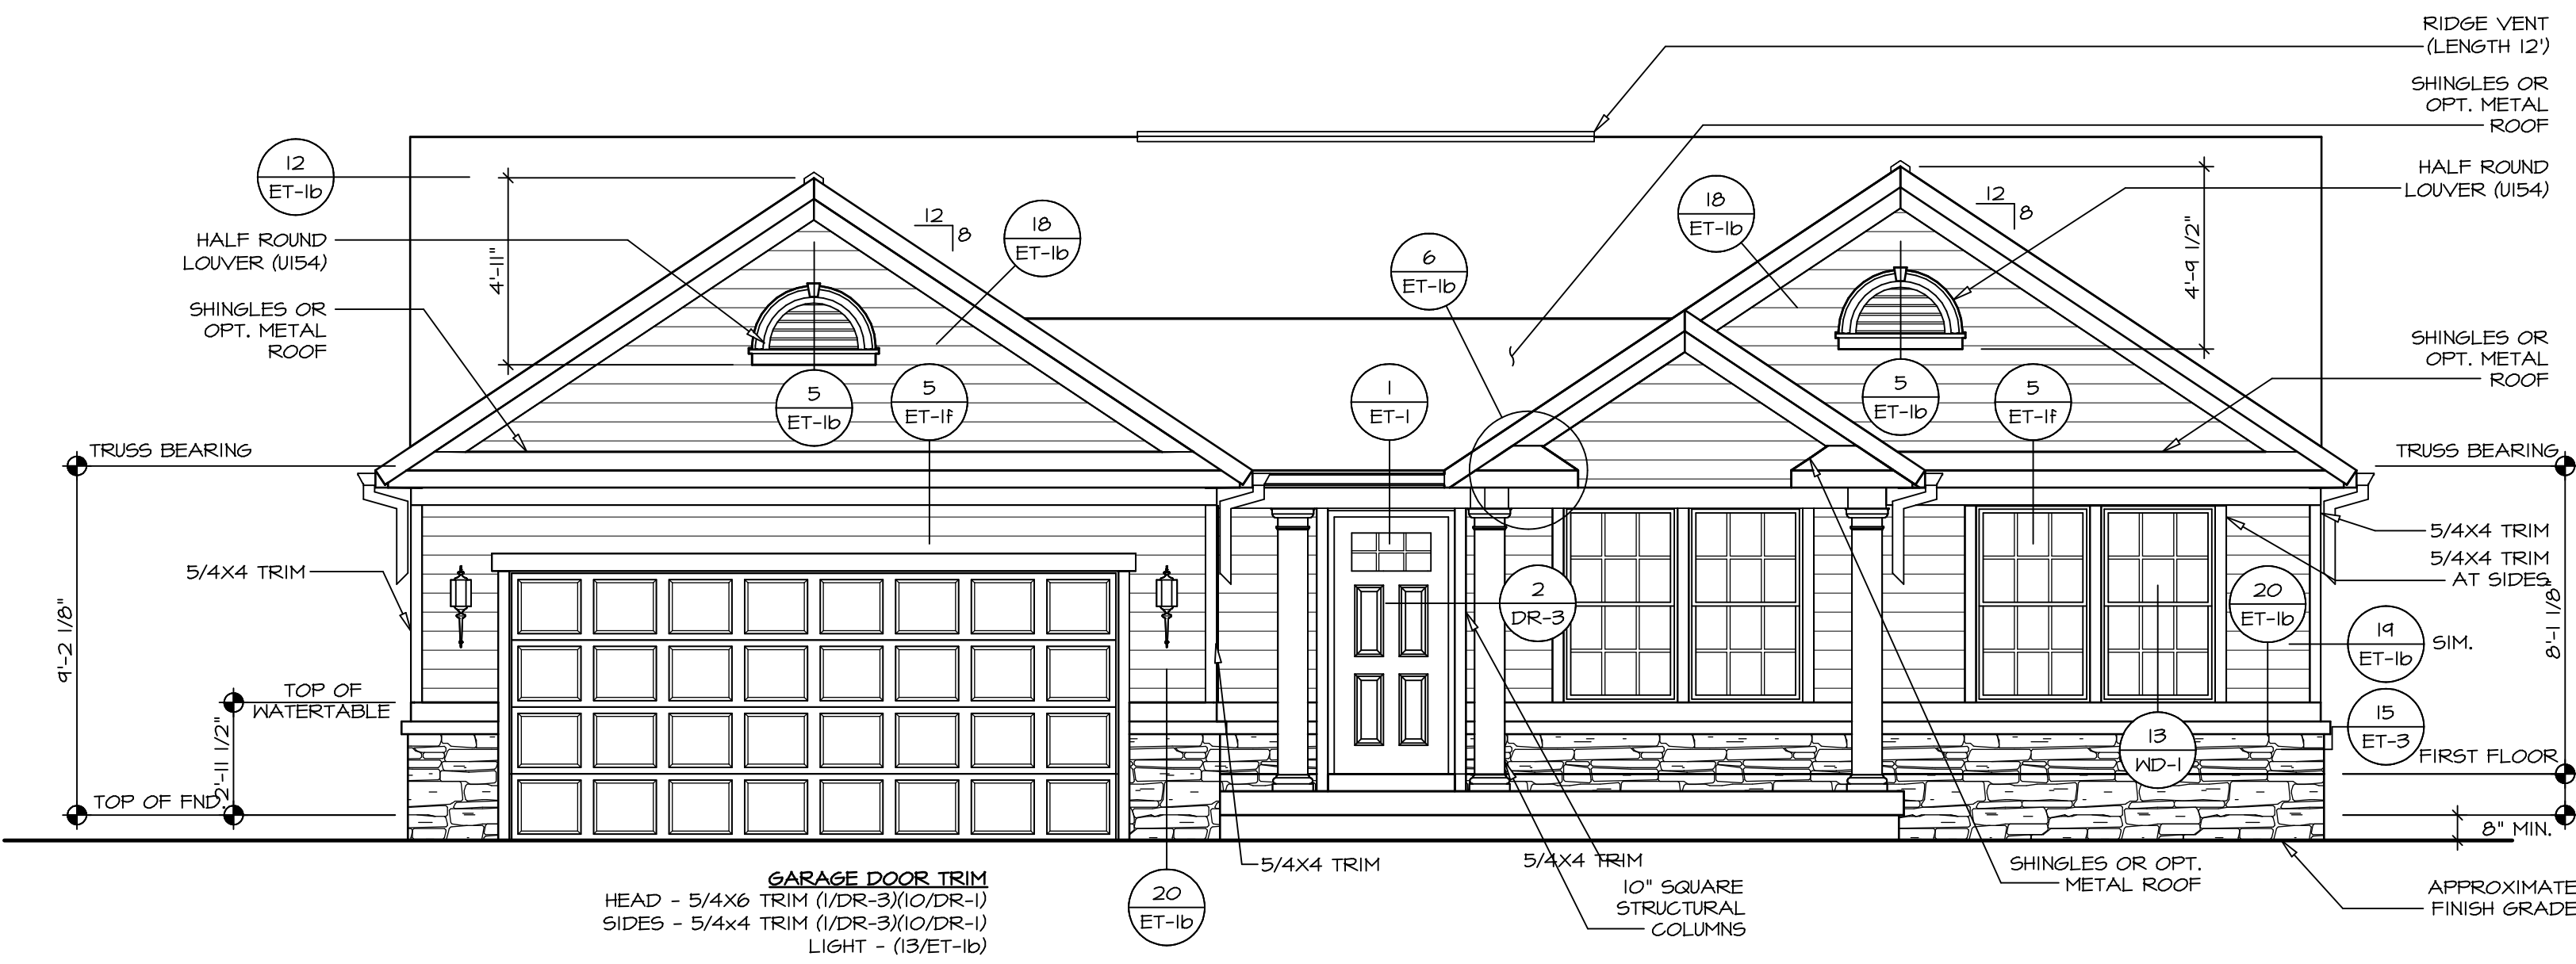 RIDGE VENT
(LENGTH 12')
SHINGLES OR
OPT. METAL
ROOF
HALF ROUND
LOUVER (U154)
12
ET-1b
HALF ROUND
LOUVER (U154)
SHINGLES OR
OPT. METAL
ROOF
4'-11"
12
8
18
ET-1b
5
ET-1b
5
ET-1f
6
ET-1b
1
ET-1
18
ET-1b
12
8
4'-9 1/2"
5
ET-1b
5
ET-1f
SHINGLES OR
OPT. METAL
ROOF
TRUSS BEARING
TRUSS BEARING
5/4X4 TRIM
5/4X4 TRIM
5/4X4 TRIM
AT SIDES
9'-2 1/8"
8'-1 1/8"
2
DR-3
20
ET-1b
19
ET-1b
SIM.
TOP OF
WATERTABLE
2'-11 1/2"
13
WD-1
15
ET-3
FIRST FLOOR
TOP OF FND.
8" MIN.
5/4X4 TRIM
5/4X4 TRIM
SHINGLES OR OPT.
METAL ROOF
GARAGE DOOR TRIM
HEAD - 5/4X6 TRIM (1/DR-3)(10/DR-1)
SIDES - 5/4x4 TRIM (1/DR-3)(10/DR-1)
LIGHT - (13/ET-1b)
20
ET-1b
10" SQUARE
STRUCTURAL
COLUMNS
APPROXIMATE
FINISH GRADE